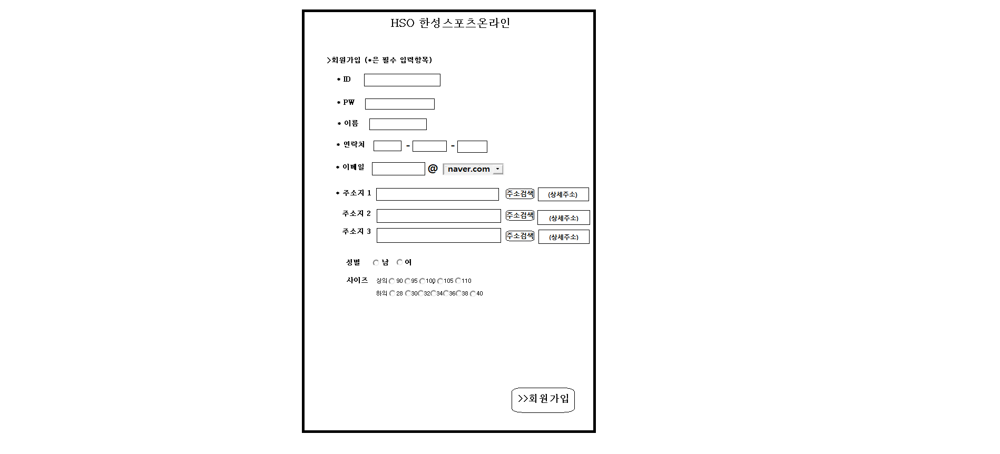 HSO 한성스포츠온라인
>회원가입 (*은 필수 입력항목)
* ID
* PW
* 이름
* 연락처 - -
* 이메일 @ naver.com
* 주소지 1 주소검색 (상세주소)
주소지 2 주소검색 (상세주소)
주소지 3 주소검색 (상세주소)
성별 남 여
사이즈 상의 90 95 100 105 110
하의 28 30 32 34 36 38 40
>>회원가입